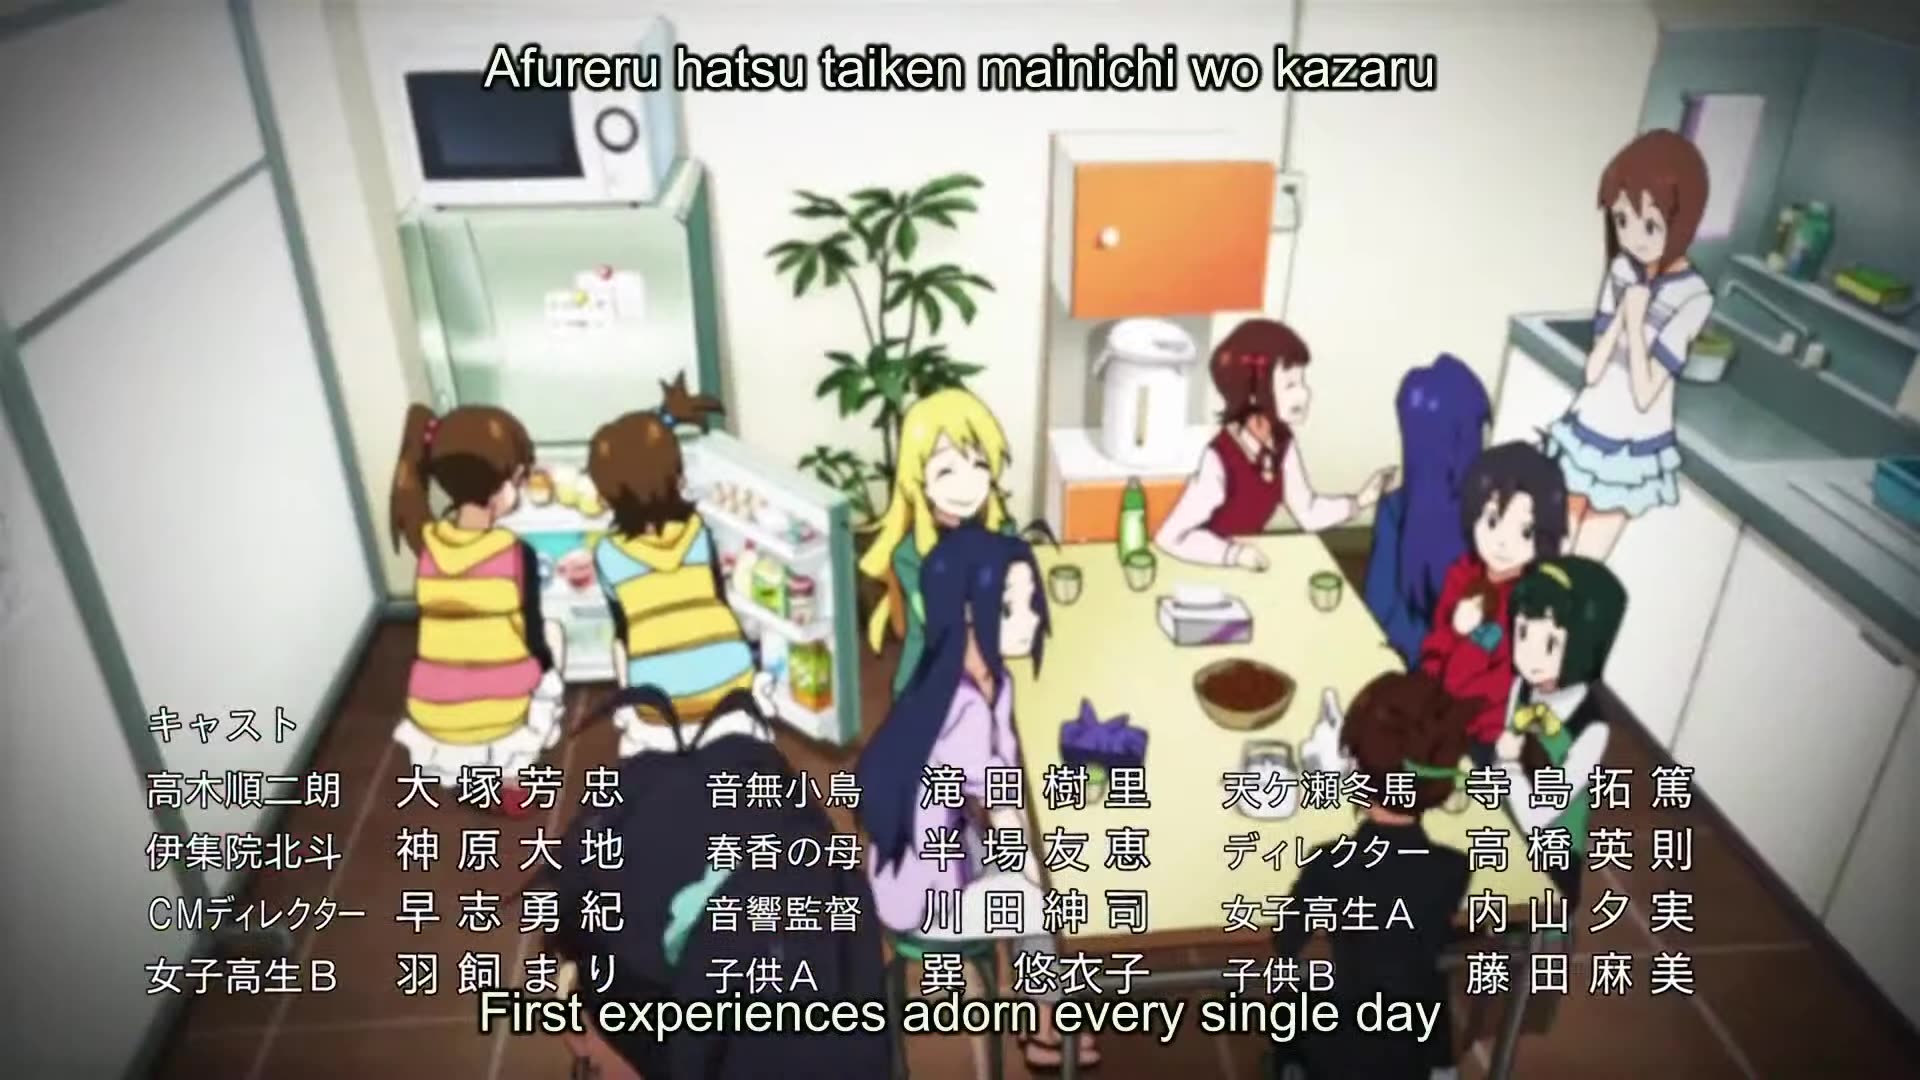 Afureru hatsu taiken mainichi wo kazaru
キャスト
高木順二朗 大塚芳忠 音無小鳥 滝田樹里 天ケ瀬冬馬 寺島拓篤
伊集院北斗 神原大地 春香の母 半場友恵 ディレクター 高橋英則
CMディレクター 早志勇紀 音響監督 川田紳司 女子高生A 内山夕実
女子高生B 羽飼まり 子供A 巽 悠衣子 子供B 藤田麻美
First experiences adorn every single day